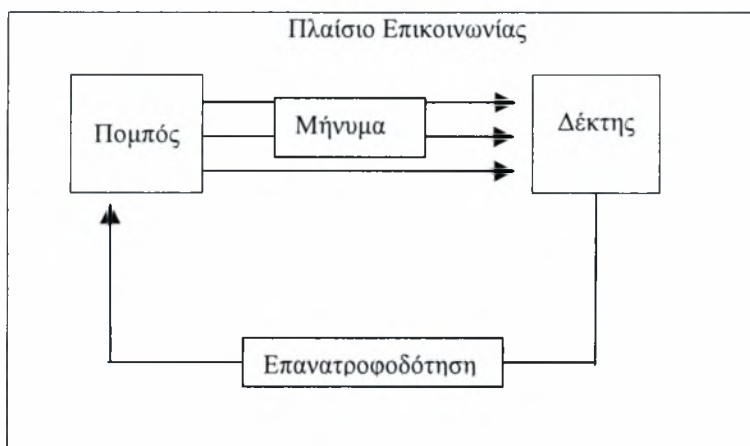 Πλαίσιο Επικοινωνίας
Πομπός
Μήνυμα
Δέκτης
Επανατροφοδότηση